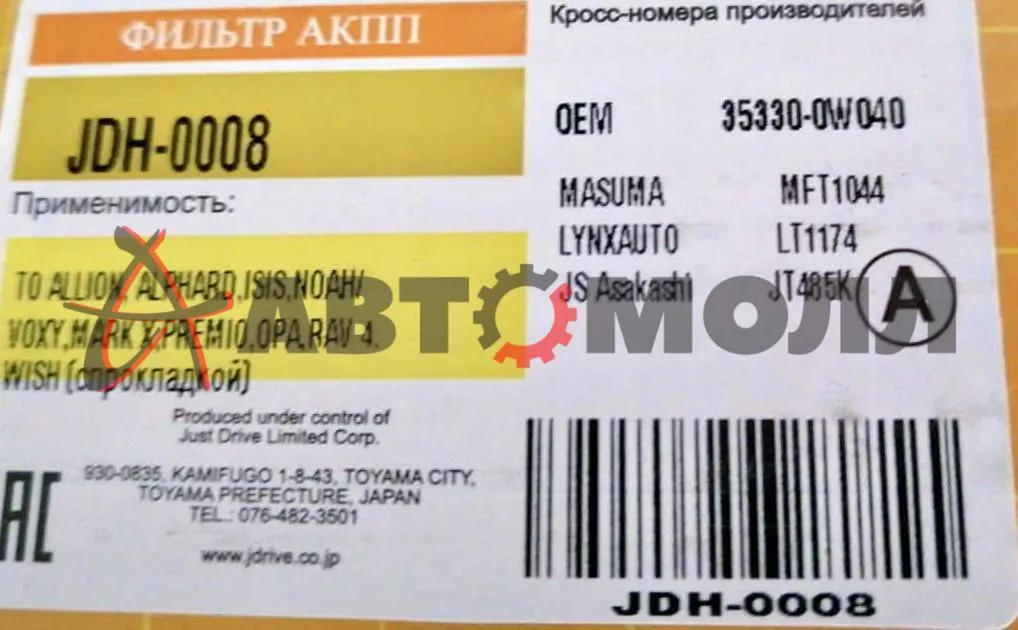 ФИЛЬТР АКПП
JDH-0008
Применимость:
TO ALLION, ALPHARD,ISIS,NOAH/
VOXY,MARK X,PREMIO,OPA,RAV-4,
WISH (спрокладкой)
Produced under control of
Just Drive Limited Corp.
930-0835, KAMIFUGO 1-8-43, TOYAMA CITY,
TOYAMA PREFECTURE, JAPAN
TEL.: 076-482-3501
www.jdrive.co.jp
Кросс-номера производителей
OEM 35330-0W040
MASUMA MFT1044
LYNXAUTO LT1174
JS Asakashi JT485K
A
JDH-0008
EAC
АВТОМОЛЛ